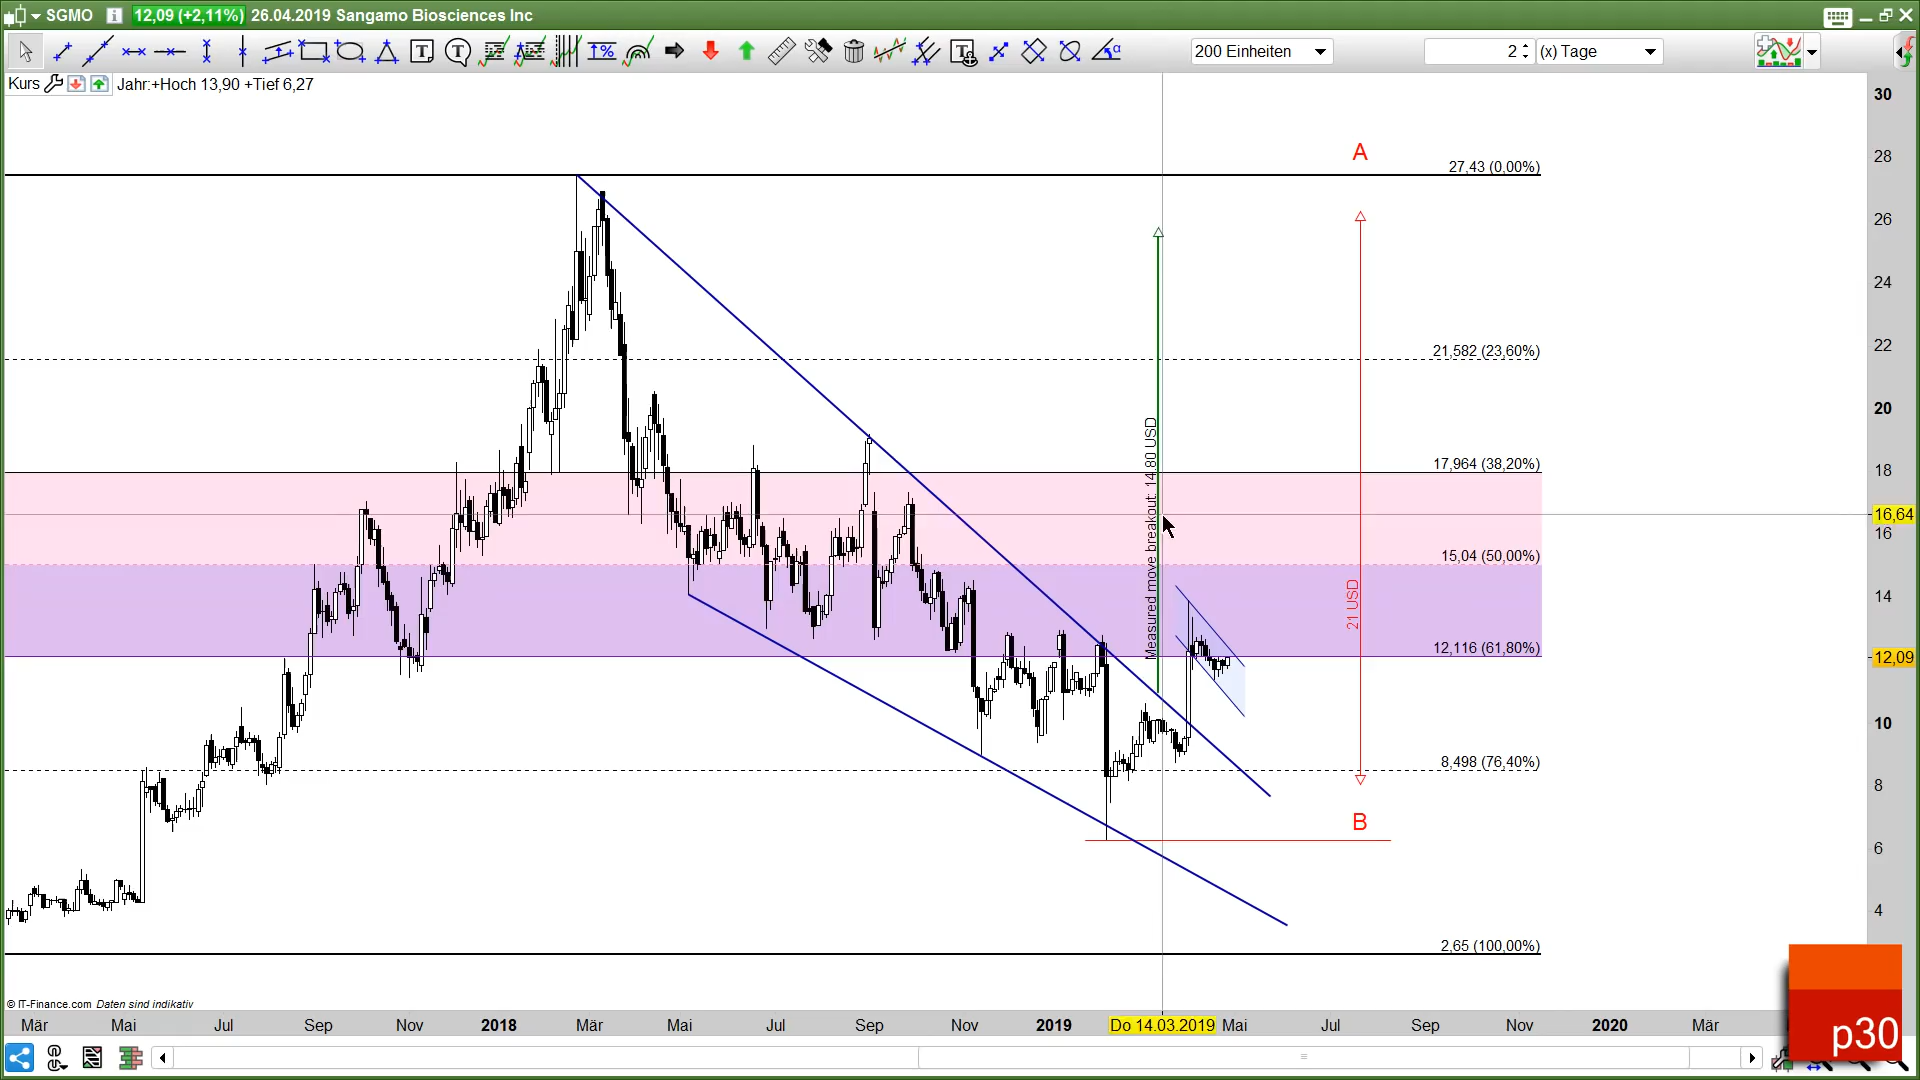 SGMO 12,09 (+2,11%) 26.04.2019 Sangamo Biosciences Inc
200 Einheiten 2 (x) Tage
Kurs Jahr:+Hoch 13,90 +Tief 6,27
30
28
26
24
22
20
18
16,64
16
14
12,09
10
8
6
4
A
27,43 (0,00%)
21,582 (23,60%)
17,964 (38,20%)
15,04 (50,00%)
12,116 (61,80%)
8,498 (76,40%)
2,65 (100,00%)
Measured move breakout: 14.80 USD
21 USD
B
© IT-Finance.com Daten sind indikativ
Mär Mai Jul Sep Nov 2018 Mär Mai Jul Sep Nov 2019 Do 14.03.2019 Mai Jul Sep Nov 2020 Mär
p30